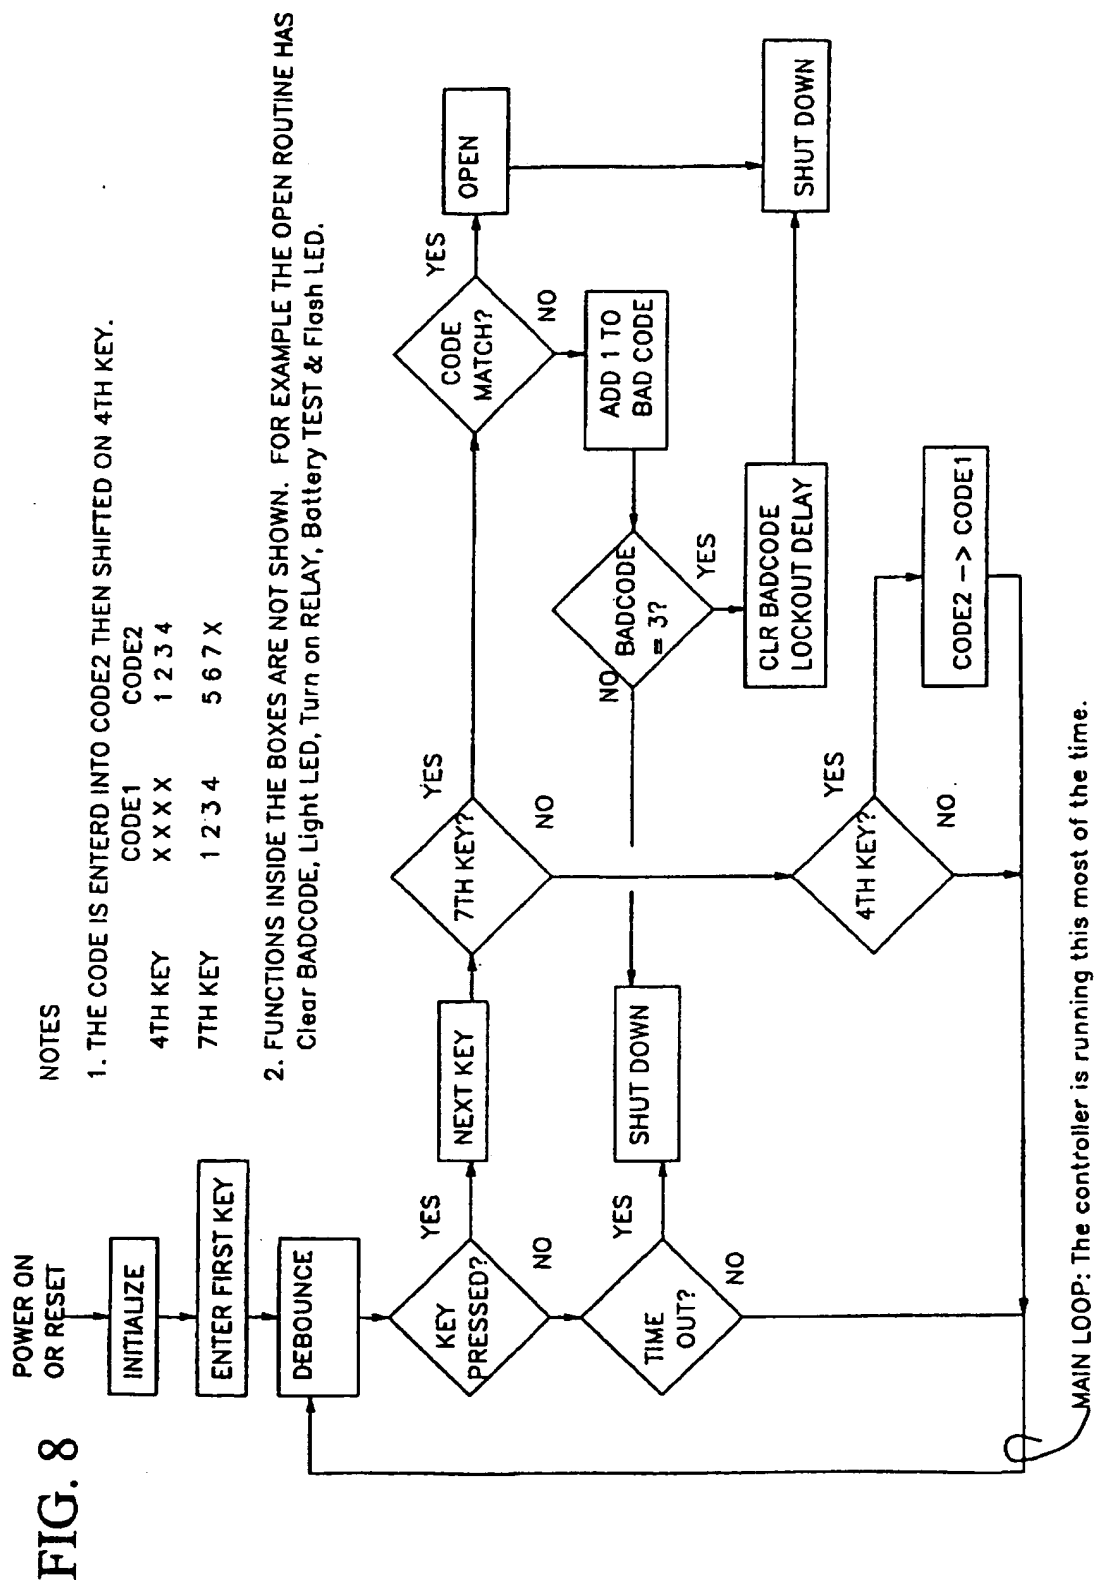 FIG. 8
POWER ON
OR RESET
INITIALIZE
ENTER FIRST KEY
DEBOUNCE
KEY
PRESSED?
YES
NO
TIME
OUT?
YES
NO
NEXT KEY
SHUT DOWN
NOTES
1. THE CODE IS ENTERD INTO CODE2 THEN SHIFTED ON 4TH KEY.
CODE1 CODE2
4TH KEY X X X X 1 2 3 4
7TH KEY 1 2 3 4 5 6 7 X
2. FUNCTIONS INSIDE THE BOXES ARE NOT SHOWN. FOR EXAMPLE THE OPEN ROUTINE HAS
Clear BADCODE, Light LED, Turn on RELAY, Battery TEST & Flash LED.
7TH KEY?
YES
NO
4TH KEY?
YES
NO
CODE MATCH?
YES
NO
OPEN
ADD 1 TO
BAD CODE
BADCODE
= 3?
NO
YES
CLR BADCODE
LOCKOUT DELAY
SHUT DOWN
CODE2 -> CODE1
MAIN LOOP: The controller is running this most of the time.